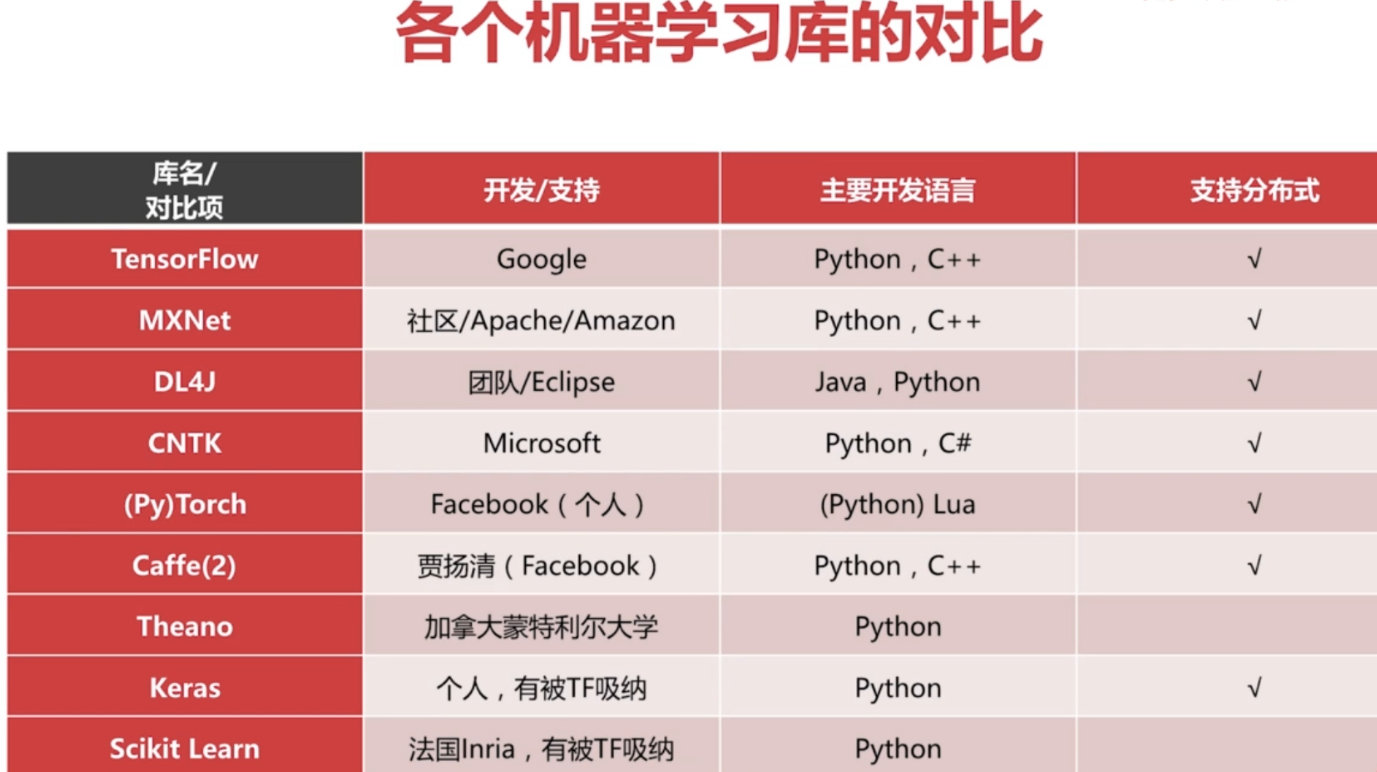 各个机器学习库的对比
库名/
对比项
开发/支持
主要开发语言
支持分布式
TensorFlow
Google
Python，C++
√
MXNet
社区/Apache/Amazon
Python，C++
√
DL4J
团队/Eclipse
Java，Python
√
CNTK
Microsoft
Python，C#
√
(Py)Torch
Facebook（个人）
(Python) Lua
√
Caffe(2)
贾扬清（Facebook）
Python，C++
√
Theano
加拿大蒙特利尔大学
Python
Keras
个人，有被TF吸纳
Python
√
Scikit Learn
法国Inria，有被TF吸纳
Python